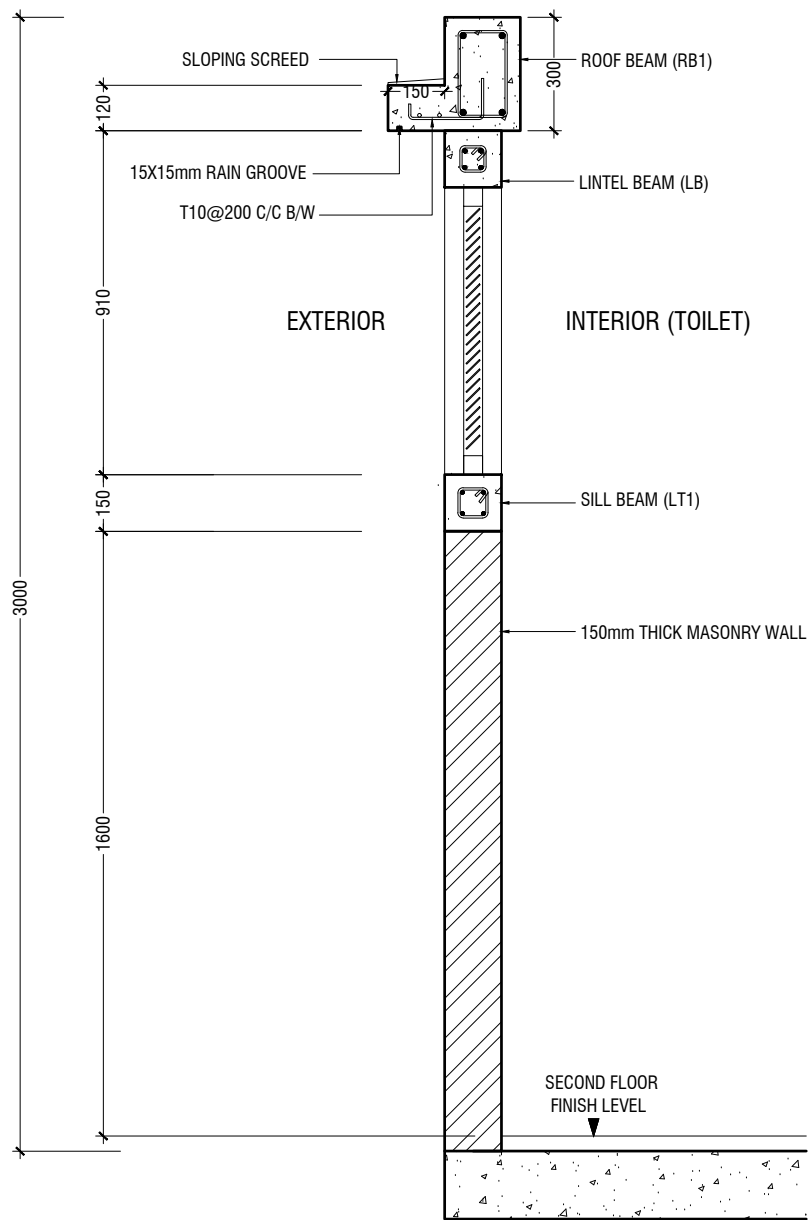 SLOPING SCREED
ROOF BEAM (RB1)
300
120
150
15X15mm RAIN GROOVE
LINTEL BEAM (LB)
T10@200 C/C B/W
910
EXTERIOR
INTERIOR (TOILET)
150
SILL BEAM (LT1)
3000
150mm THICK MASONRY WALL
1600
SECOND FLOOR
FINISH LEVEL